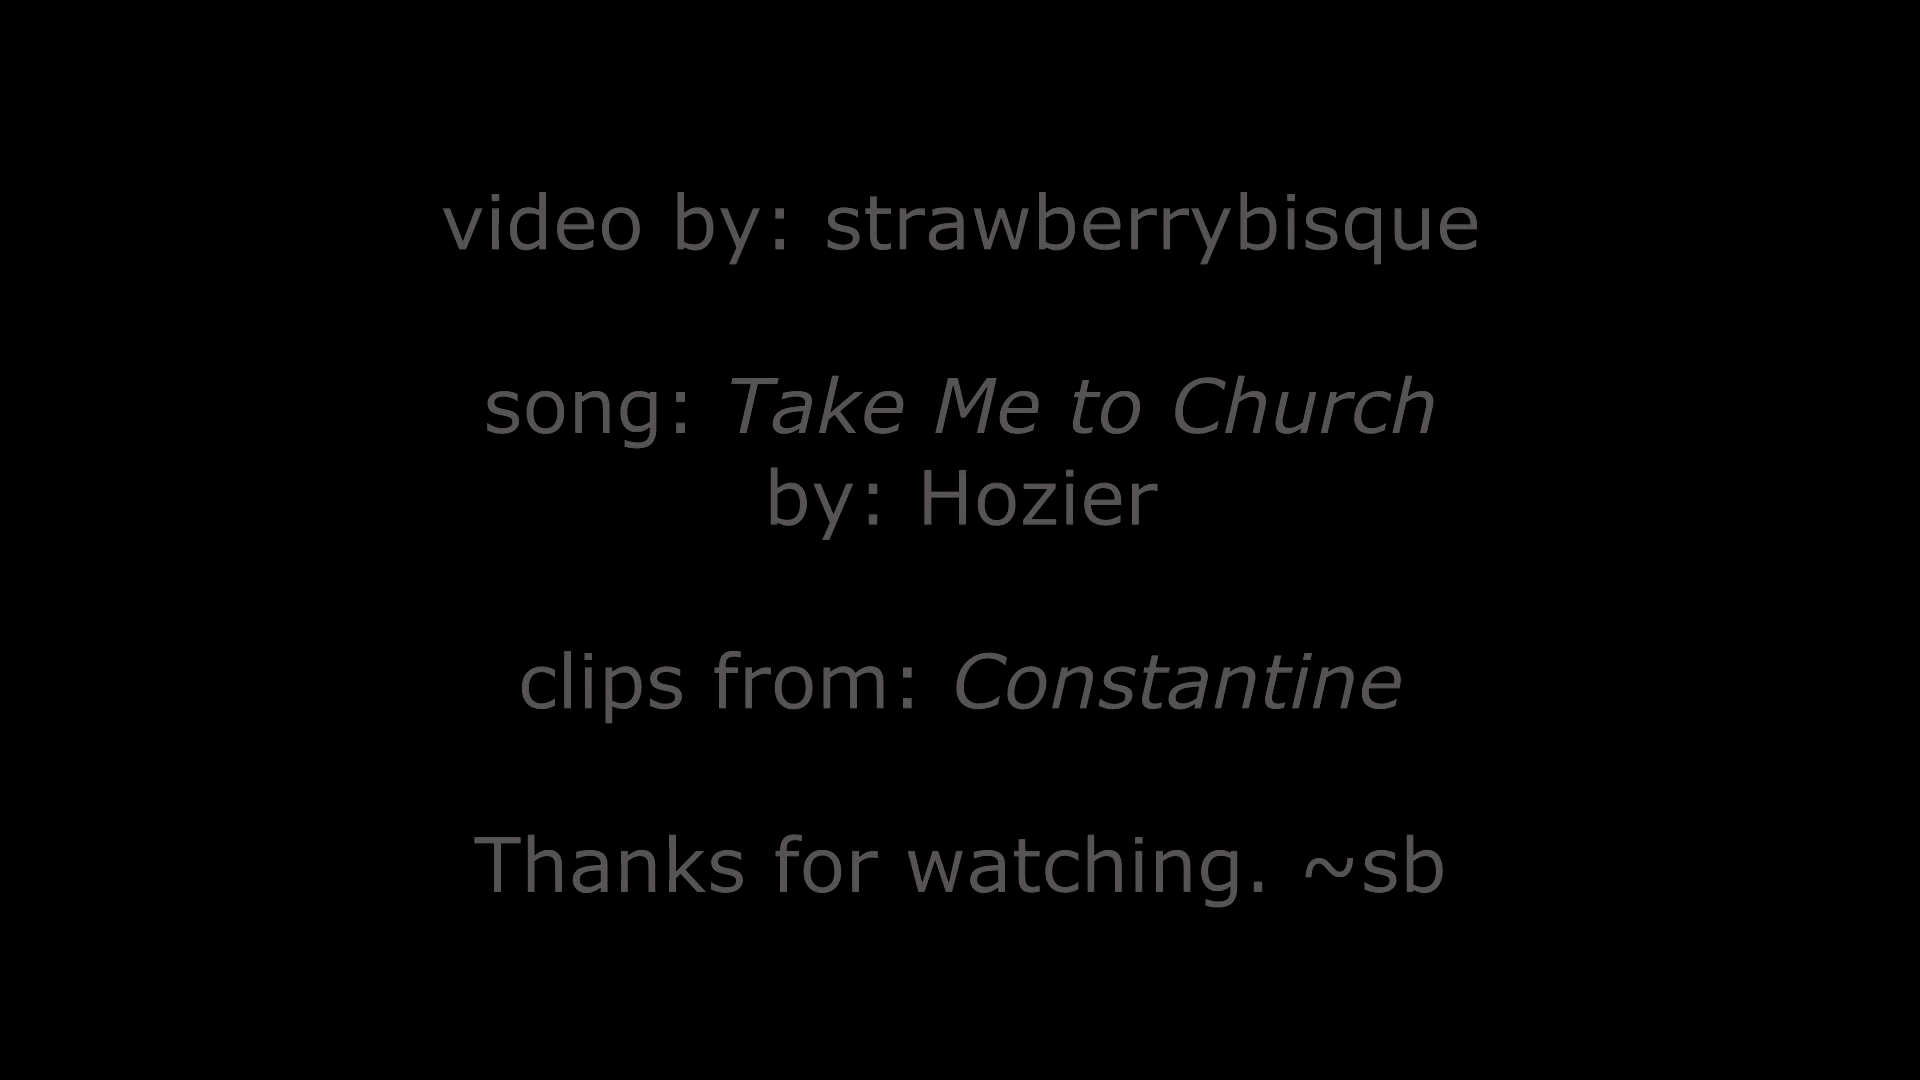 video by: strawberrybisque
song: Take Me to Church
by: Hozier
clips from: Constantine
Thanks for watching. ~sb